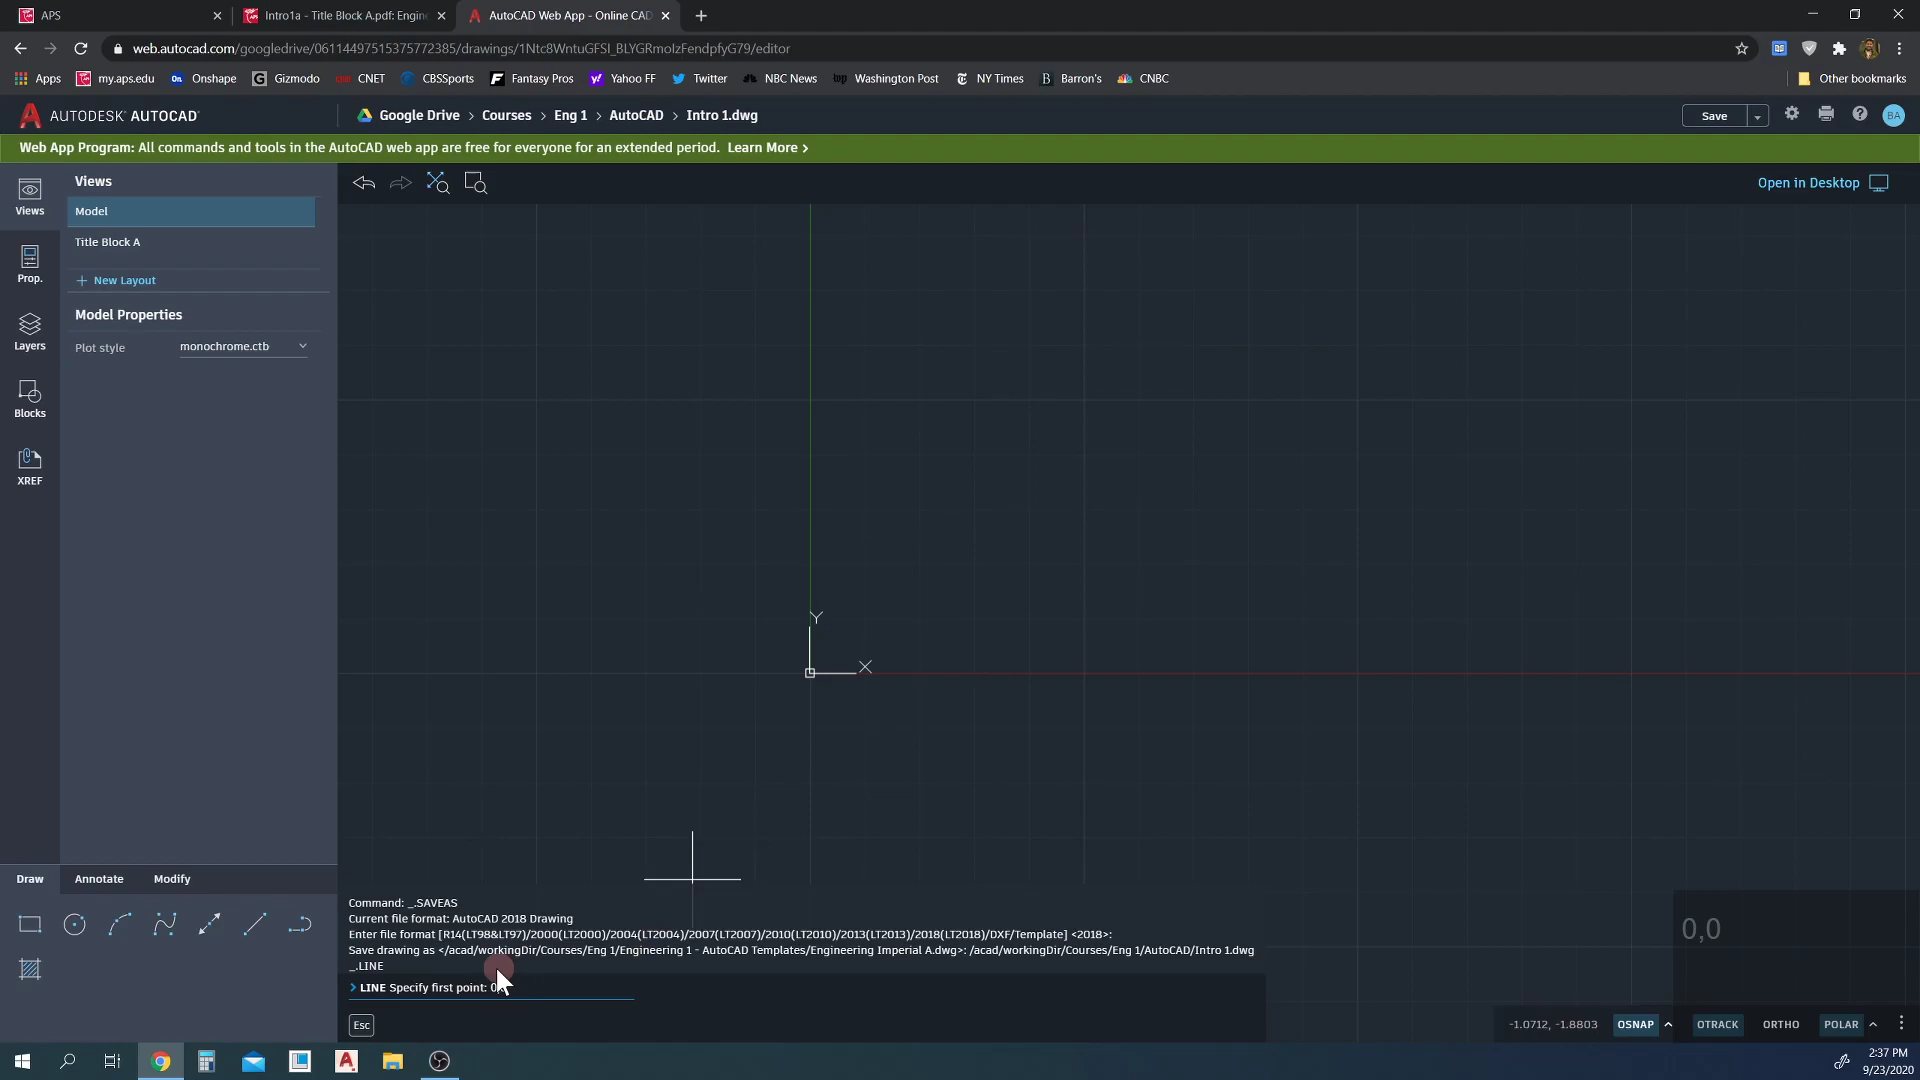 APS
Intro1a - Title Block A.pdf: Engine
AutoCAD Web App - Online CAD
web.autocad.com/googledrive/06114497515375772385/drawings/1Ntc8WntuGFSI_BLYGRmoIzFendpfyG79/editor
Apps
my.aps.edu
Onshape
Gizmodo
CNET
CBSSports
Fantasy Pros
Yahoo FF
Twitter
NBC News
Washington Post
NY Times
Barron's
CNBC
Other bookmarks
AUTODESK® AUTOCAD®
Google Drive > Courses > Eng 1 > AutoCAD > Intro 1.dwg
Save
BA
Web App Program: All commands and tools in the AutoCAD web app are free for everyone for an extended period. Learn More >
Views
Prop.
Layers
Blocks
XREF
Views
Model
Title Block A
+ New Layout
Model Properties
Plot style
monochrome.ctb
Open in Desktop
Y
X
Draw
Annotate
Modify
Command: _.SAVEAS
Current file format: AutoCAD 2018 Drawing
Enter file format [R14(LT98&LT97)/2000(LT2000)/2004(LT2004)/2007(LT2007)/2010(LT2010)/2013(LT2013)/2018(LT2018)/DXF/Template] <2018>:
Save drawing as </acad/workingDir/Courses/Eng 1/Engineering 1 - AutoCAD Templates/Engineering Imperial A.dwg>: /acad/workingDir/Courses/Eng 1/AutoCAD/Intro 1.dwg
_.LINE
> LINE Specify first point:
Esc
0,0
-1.0712, -1.8803
OSNAP
OTRACK
ORTHO
POLAR
2:37 PM
9/23/2020